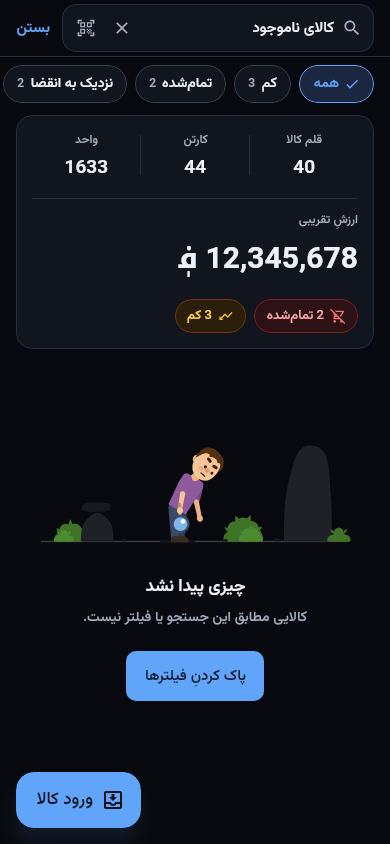 کالای ناموجود
بستن
همه
کم 3
تمام‌شده 2
نزدیک به انقضا 2
قلم کالا
کارتن
واحد
40
44
1633
ارزش تقریبی
12,345,678 ؋
2 تمام‌شده
3 کم
چیزی پیدا نشد
کالایی مطابق این جستجو یا فیلتر نیست.
پاک کردنِ فیلترها
ورود کالا